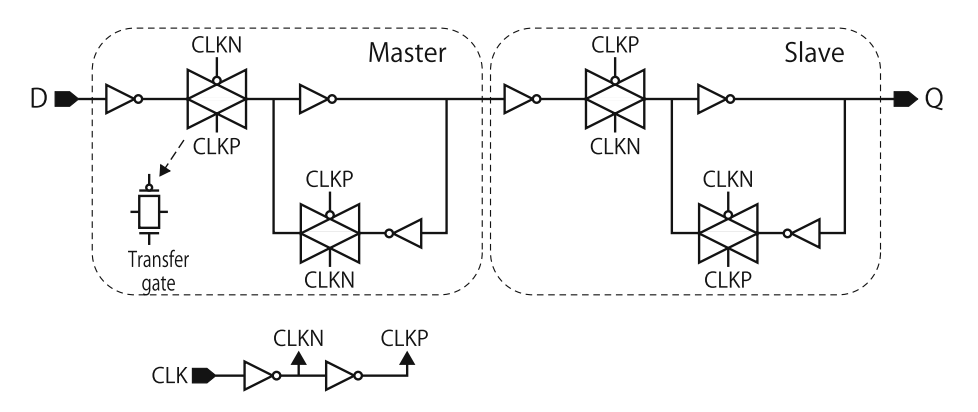 CLKN
Master
CLKP
Slave
D
Q
CLKP
CLKN
CLKP
CLKN
Transfer
gate
CLKN
CLKP
CLKN
CLKP
CLK